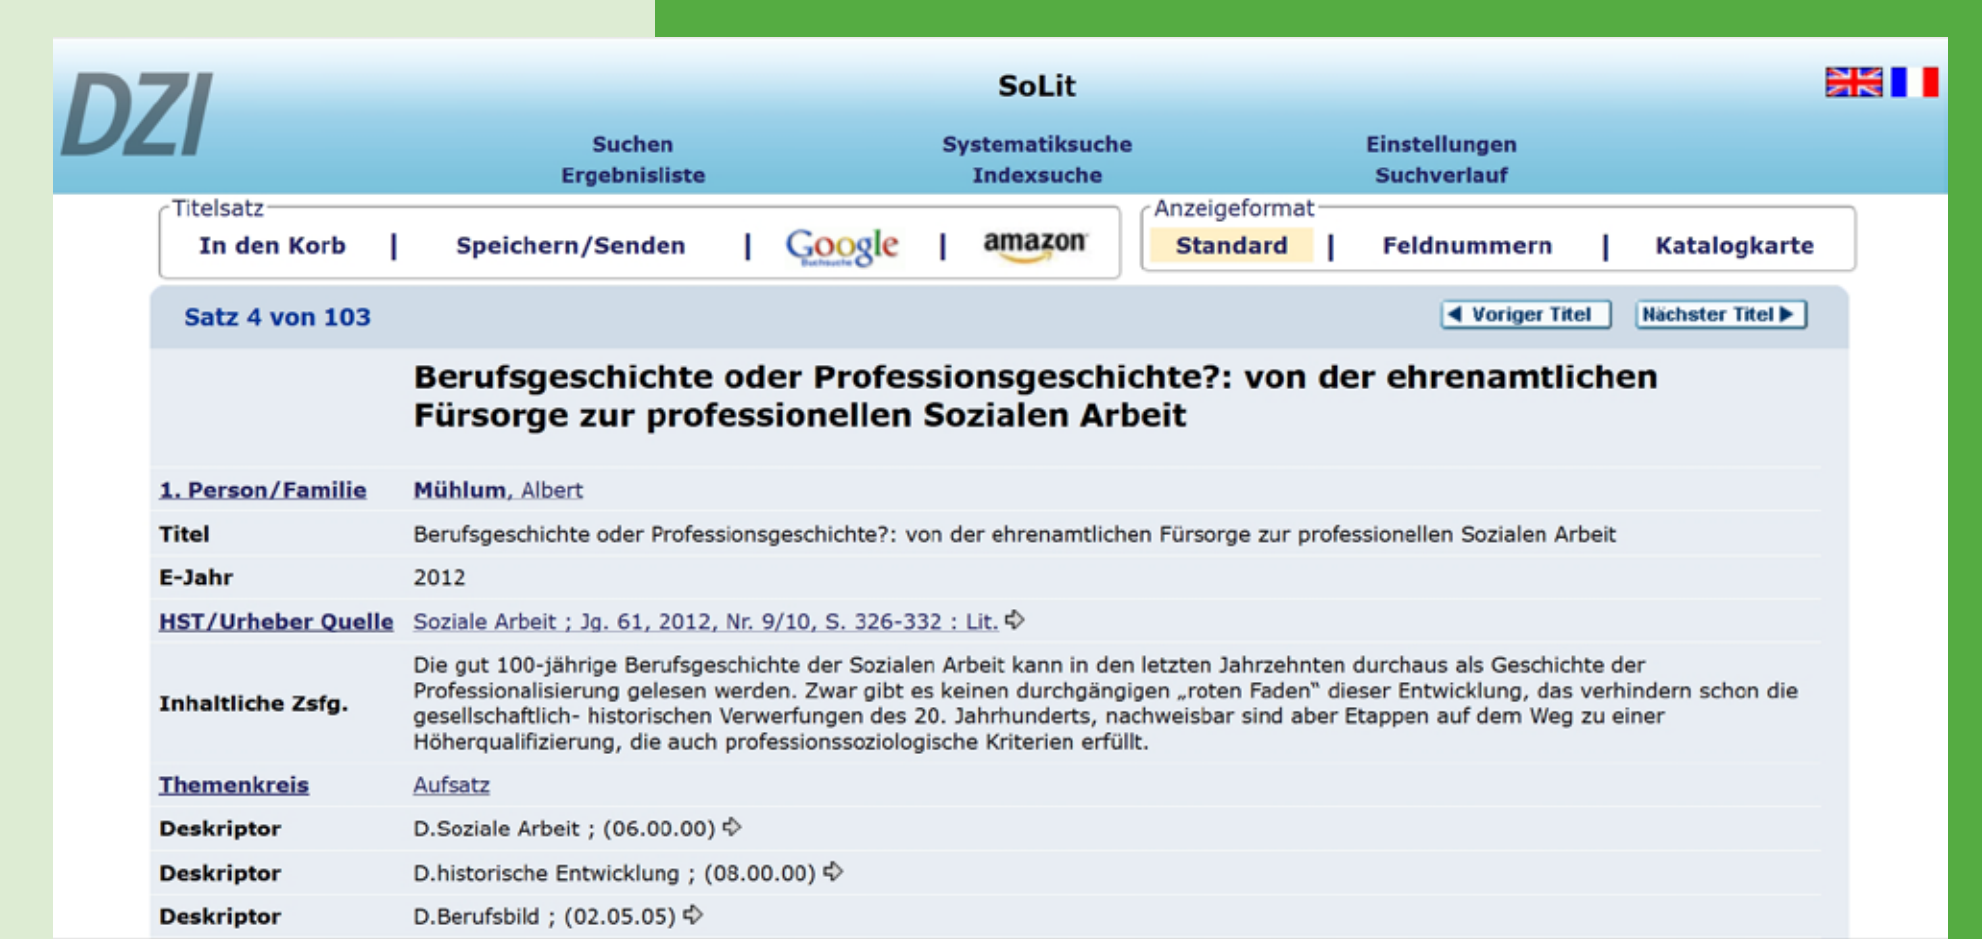 DZI
SoLit
Suchen Systematiksuche Einstellungen
Ergebnisliste Indexsuche Suchverlauf
Titelsatz Anzeigeformat
In den Korb | Speichern/Senden | Google Buchsuche | amazon Standard | Feldnummern | Katalogkarte
Satz 4 von 103 Voriger Titel Nächster Titel
Berufsgeschichte oder Professionsgeschichte?: von der ehrenamtlichen
Fürsorge zur professionellen Sozialen Arbeit
1. Person/Familie Mühlum, Albert
Titel Berufsgeschichte oder Professionsgeschichte?: von der ehrenamtlichen Fürsorge zur professionellen Sozialen Arbeit
E-Jahr 2012
HST/Urheber Quelle Soziale Arbeit ; Jg. 61, 2012, Nr. 9/10, S. 326-332 : Lit.
Inhaltliche Zsfg. Die gut 100-jährige Berufsgeschichte der Sozialen Arbeit kann in den letzten Jahrzehnten durchaus als Geschichte der
Professionalisierung gelesen werden. Zwar gibt es keinen durchgängigen „roten Faden“ dieser Entwicklung, das verhindern schon die
gesellschaftlich- historischen Verwerfungen des 20. Jahrhunderts, nachweisbar sind aber Etappen auf dem Weg zu einer
Höherqualifizierung, die auch professionssoziologische Kriterien erfüllt.
Themenkreis Aufsatz
Deskriptor D.Soziale Arbeit ; (06.00.00)
Deskriptor D.historische Entwicklung ; (08.00.00)
Deskriptor D.Berufsbild ; (02.05.05)